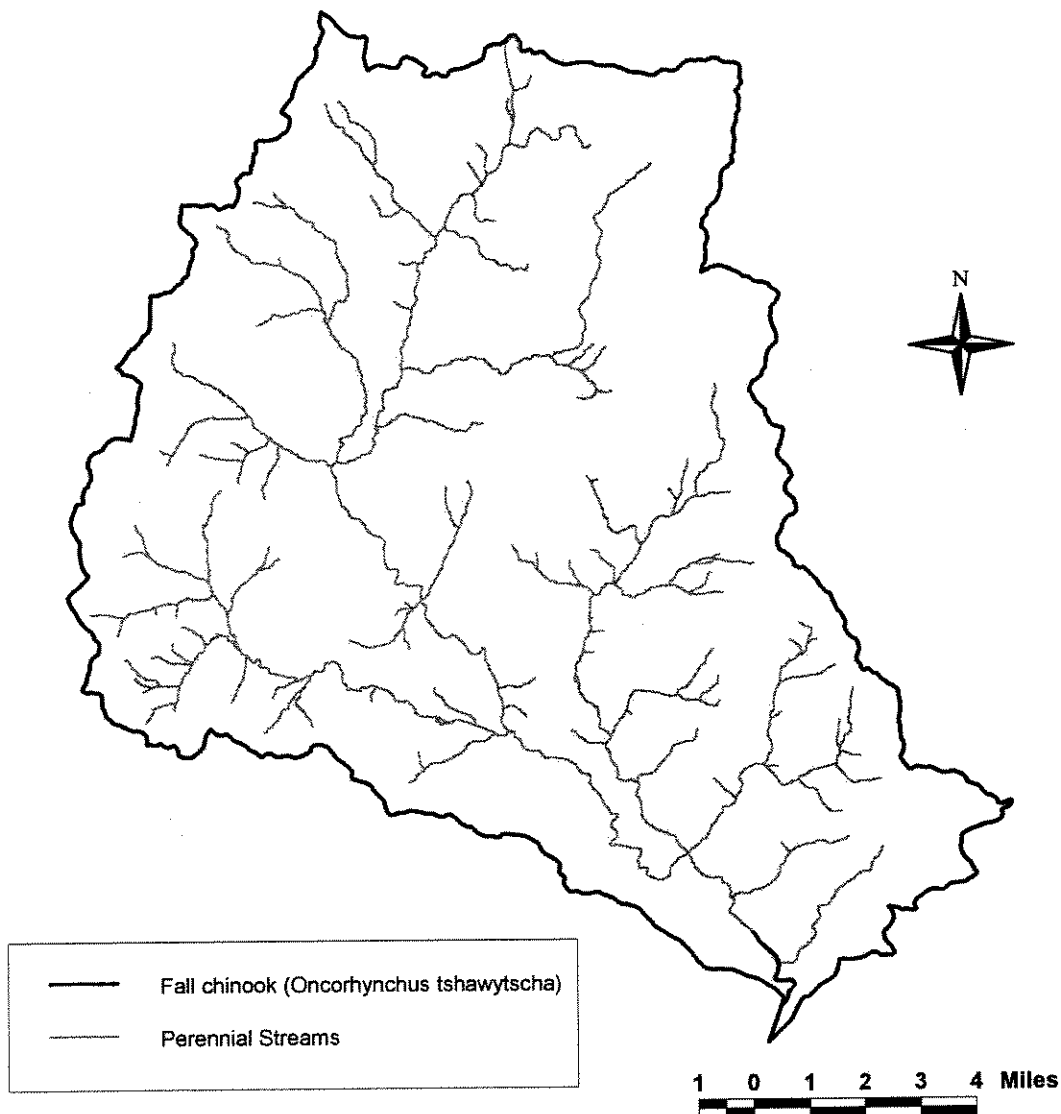 N
Fall chinook (Oncorhynchus tshawytscha)
Perennial Streams
1 0 1 2 3 4 Miles